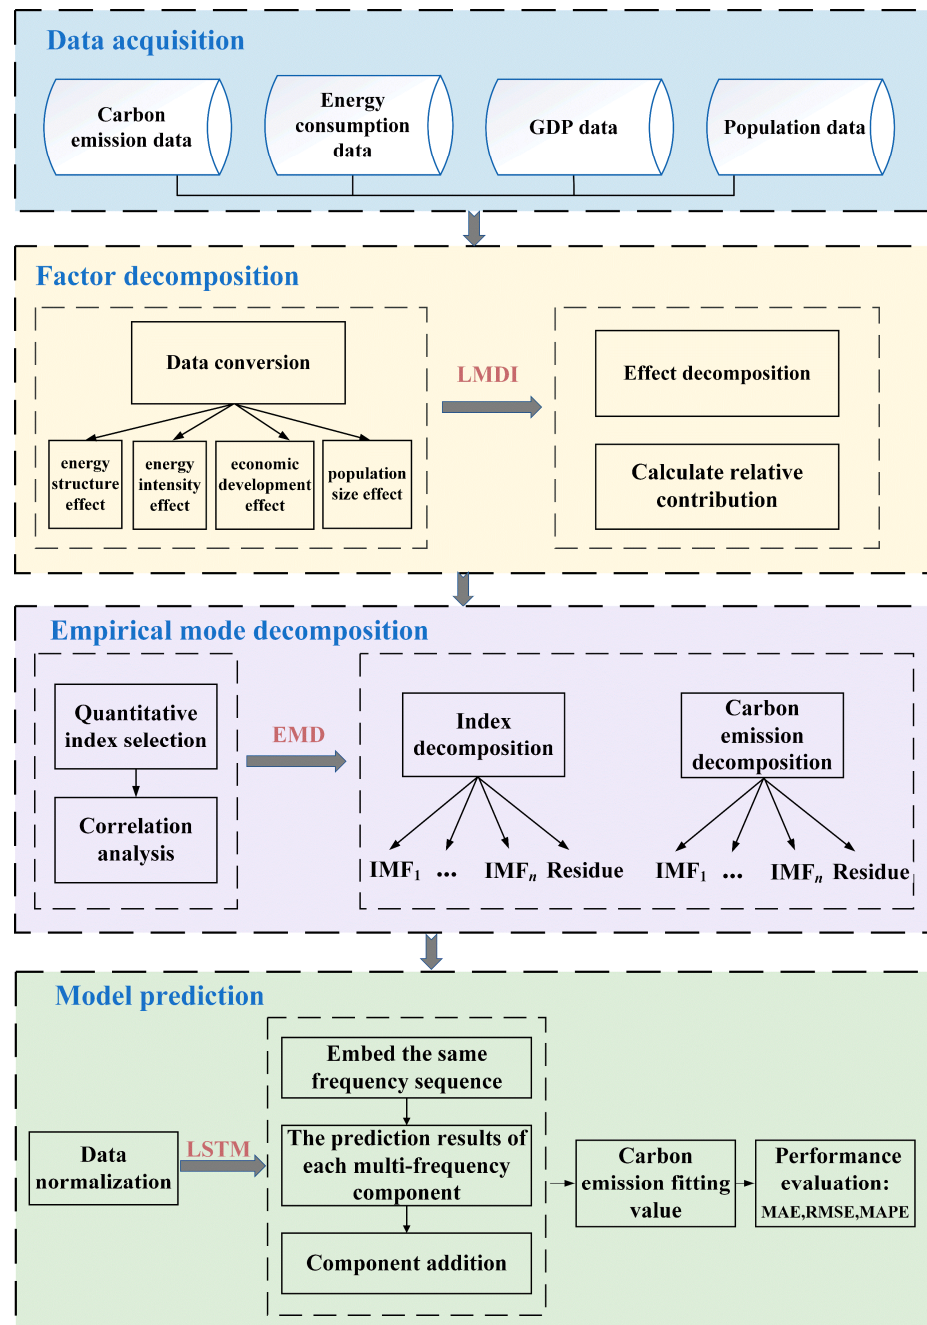 Data acquisition
Carbon
emission data
Energy
consumption
data
GDP data
Population data
Factor decomposition
Data conversion
energy
structure
effect
energy
intensity
effect
economic
development
effect
population
size effect
LMDI
Effect decomposition
Calculate relative
contribution
Empirical mode decomposition
Quantitative
index selection
Correlation
analysis
EMD
Index
decomposition
IMF₁ ... IMFₙ Residue
Carbon
emission
decomposition
IMF₁ ... IMFₙ Residue
Model prediction
Data
normalization
LSTM
Embed the same
frequency sequence
The prediction results of
each multi-frequency
component
Component addition
Carbon
emission fitting
value
Performance
evaluation:
MAE,RMSE,MAPE